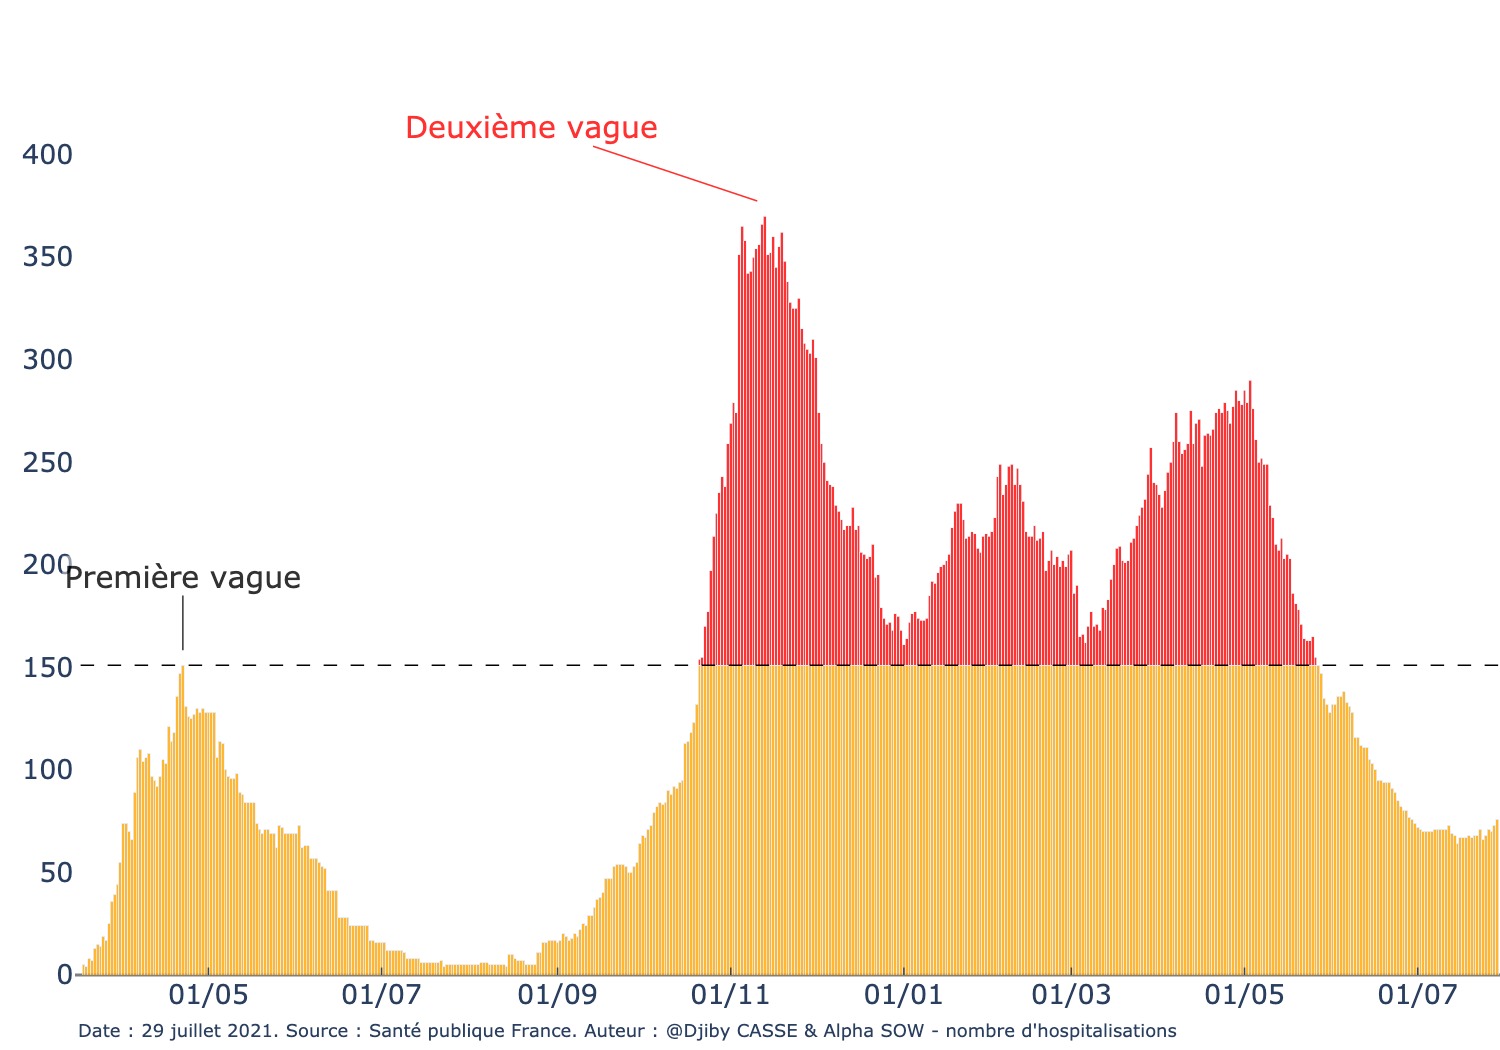 Deuxième vague
400
350
300
250
200
Première vague
150
100
50
0
01/05 01/07 01/09 01/11 01/01 01/03 01/05 01/07
Date : 29 juillet 2021. Source : Santé publique France. Auteur : @Djiby CASSE & Alpha SOW - nombre d'hospitalisations